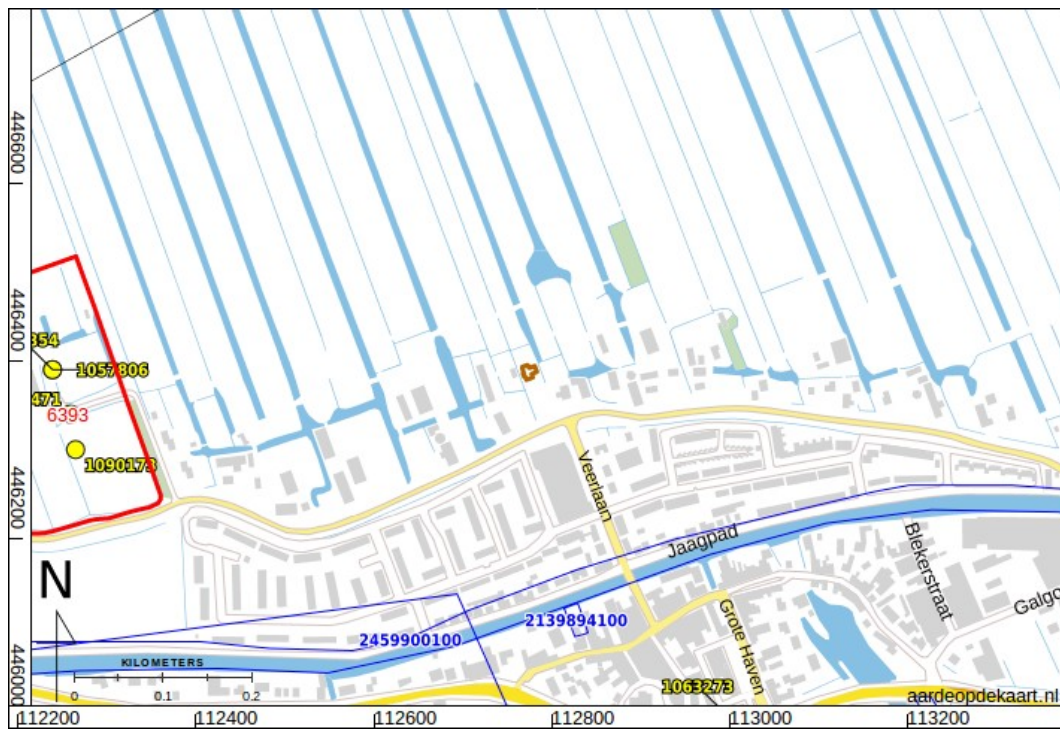 446600
446400
446200
446000
354
1057806
471
6393
1090173
Veerlaan
Jaagpad
Blekerstraat
Galgo
Grote Haven
N
2459900100
2139894100
KILOMETERS
0 0.1 0.2
1063273
aardeopdekaart.nl
112200 112400 112600 112800 113000 113200